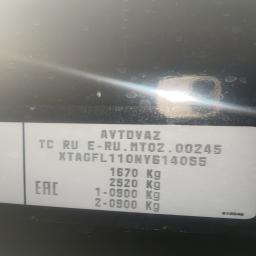 AVTOVAZ
TC RU E-RU.MT02.00245
XTAGFL110NY614055
1670 Kg
2520 Kg
EAC
1-0900 Kg
2-0900 Kg